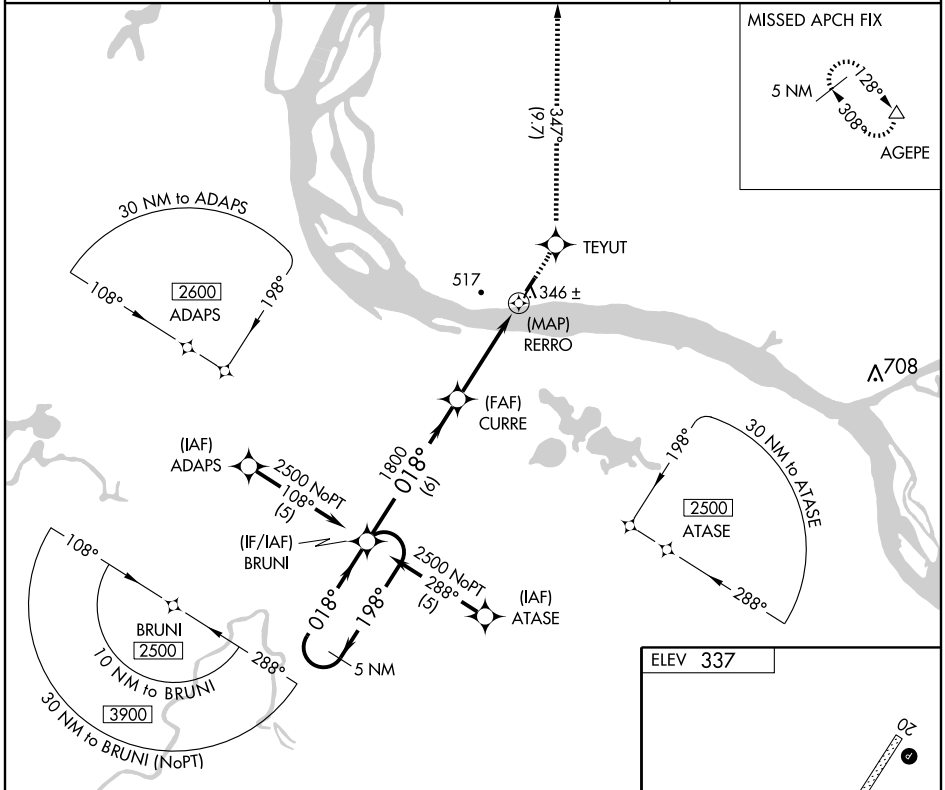 MISSED APCH FIX
5 NM
128°
308°
AGEPE
347°
(9.7)
TEYUT
30 NM to ADAPS
108°
2600
ADAPS
198°
517
346 ±
(MAP)
RERRO
708
(FAF)
CURRE
(IAF)
ADAPS
2500 NoPT
108°
(5)
1800
018°
(6)
30 NM to ATASE
198°
2500
ATASE
288°
(IF/IAF)
BRUNI
2500 NoPT
288°
(5)
(IAF)
ATASE
018°
198°
5 NM
108°
BRUNI
2500
288°
10 NM to BRUNI
3900
30 NM to BRUNI (NoPT)
ELEV 337
20
P